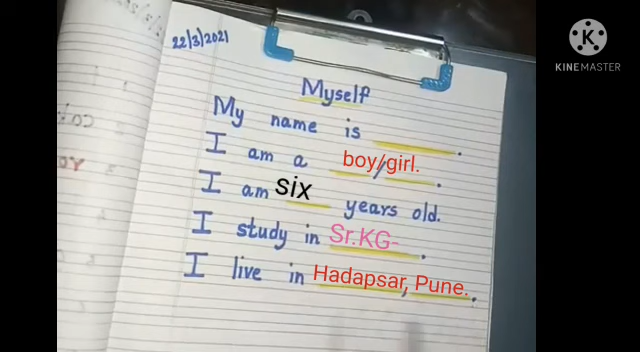 22/3/2021
KINEMASTER
Myself
My name is ______.
I am a boy/girl.
I am six years old.
I study in Sr.KG-.
I live in Hadapsar, Pune.